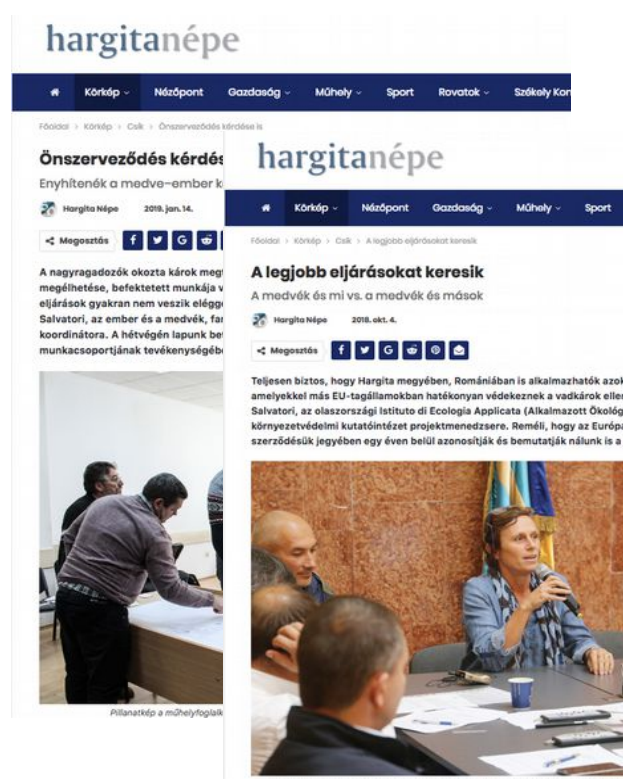 hargitanépe
Körkép
Nézőpont
Gazdaság
Műhely
Sport
Rovatok
Székely Kon
Főoldal > Körkép > Csík > Önszerveződés kérdése is
Önszerveződés kérdés
Enyhítenék a medve–ember k
Hargita Népe 2019. jan. 14.
Megosztás
A nagyragadozók okozta károk megt
megélhetése, befektetett munkája v
eljárások gyakran nem veszik elégg
Salvatori, az ember és a medvék, far
koordinátora. A hétvégén lapunk be
munkacsoportjának tevékenységéb
Pillanatkép a műhelyfoglalk
hargitanépe
Körkép
Nézőpont
Gazdaság
Műhely
Sport
Főoldal > Körkép > Csík > A legjobb eljárásokat keresik
A legjobb eljárásokat keresik
A medvék és mi vs. a medvék és mások
Hargita Népe 2018. okt. 4.
Megosztás
Teljesen biztos, hogy Hargita megyében, Romániában is alkalmazhatók azok
amelyekkel más EU-tagállamokban hatékonyan védekeznek a vadkárok ellen
Salvatori, az olaszországi Istituto di Ecologia Applicata (Alkalmazott Ökológ
környezetvédelmi kutatóintézet projektmenedzsere. Reméli, hogy az Európa
szerződésük jegyében egy éven belül azonosítják és bemutatják nálunk is a